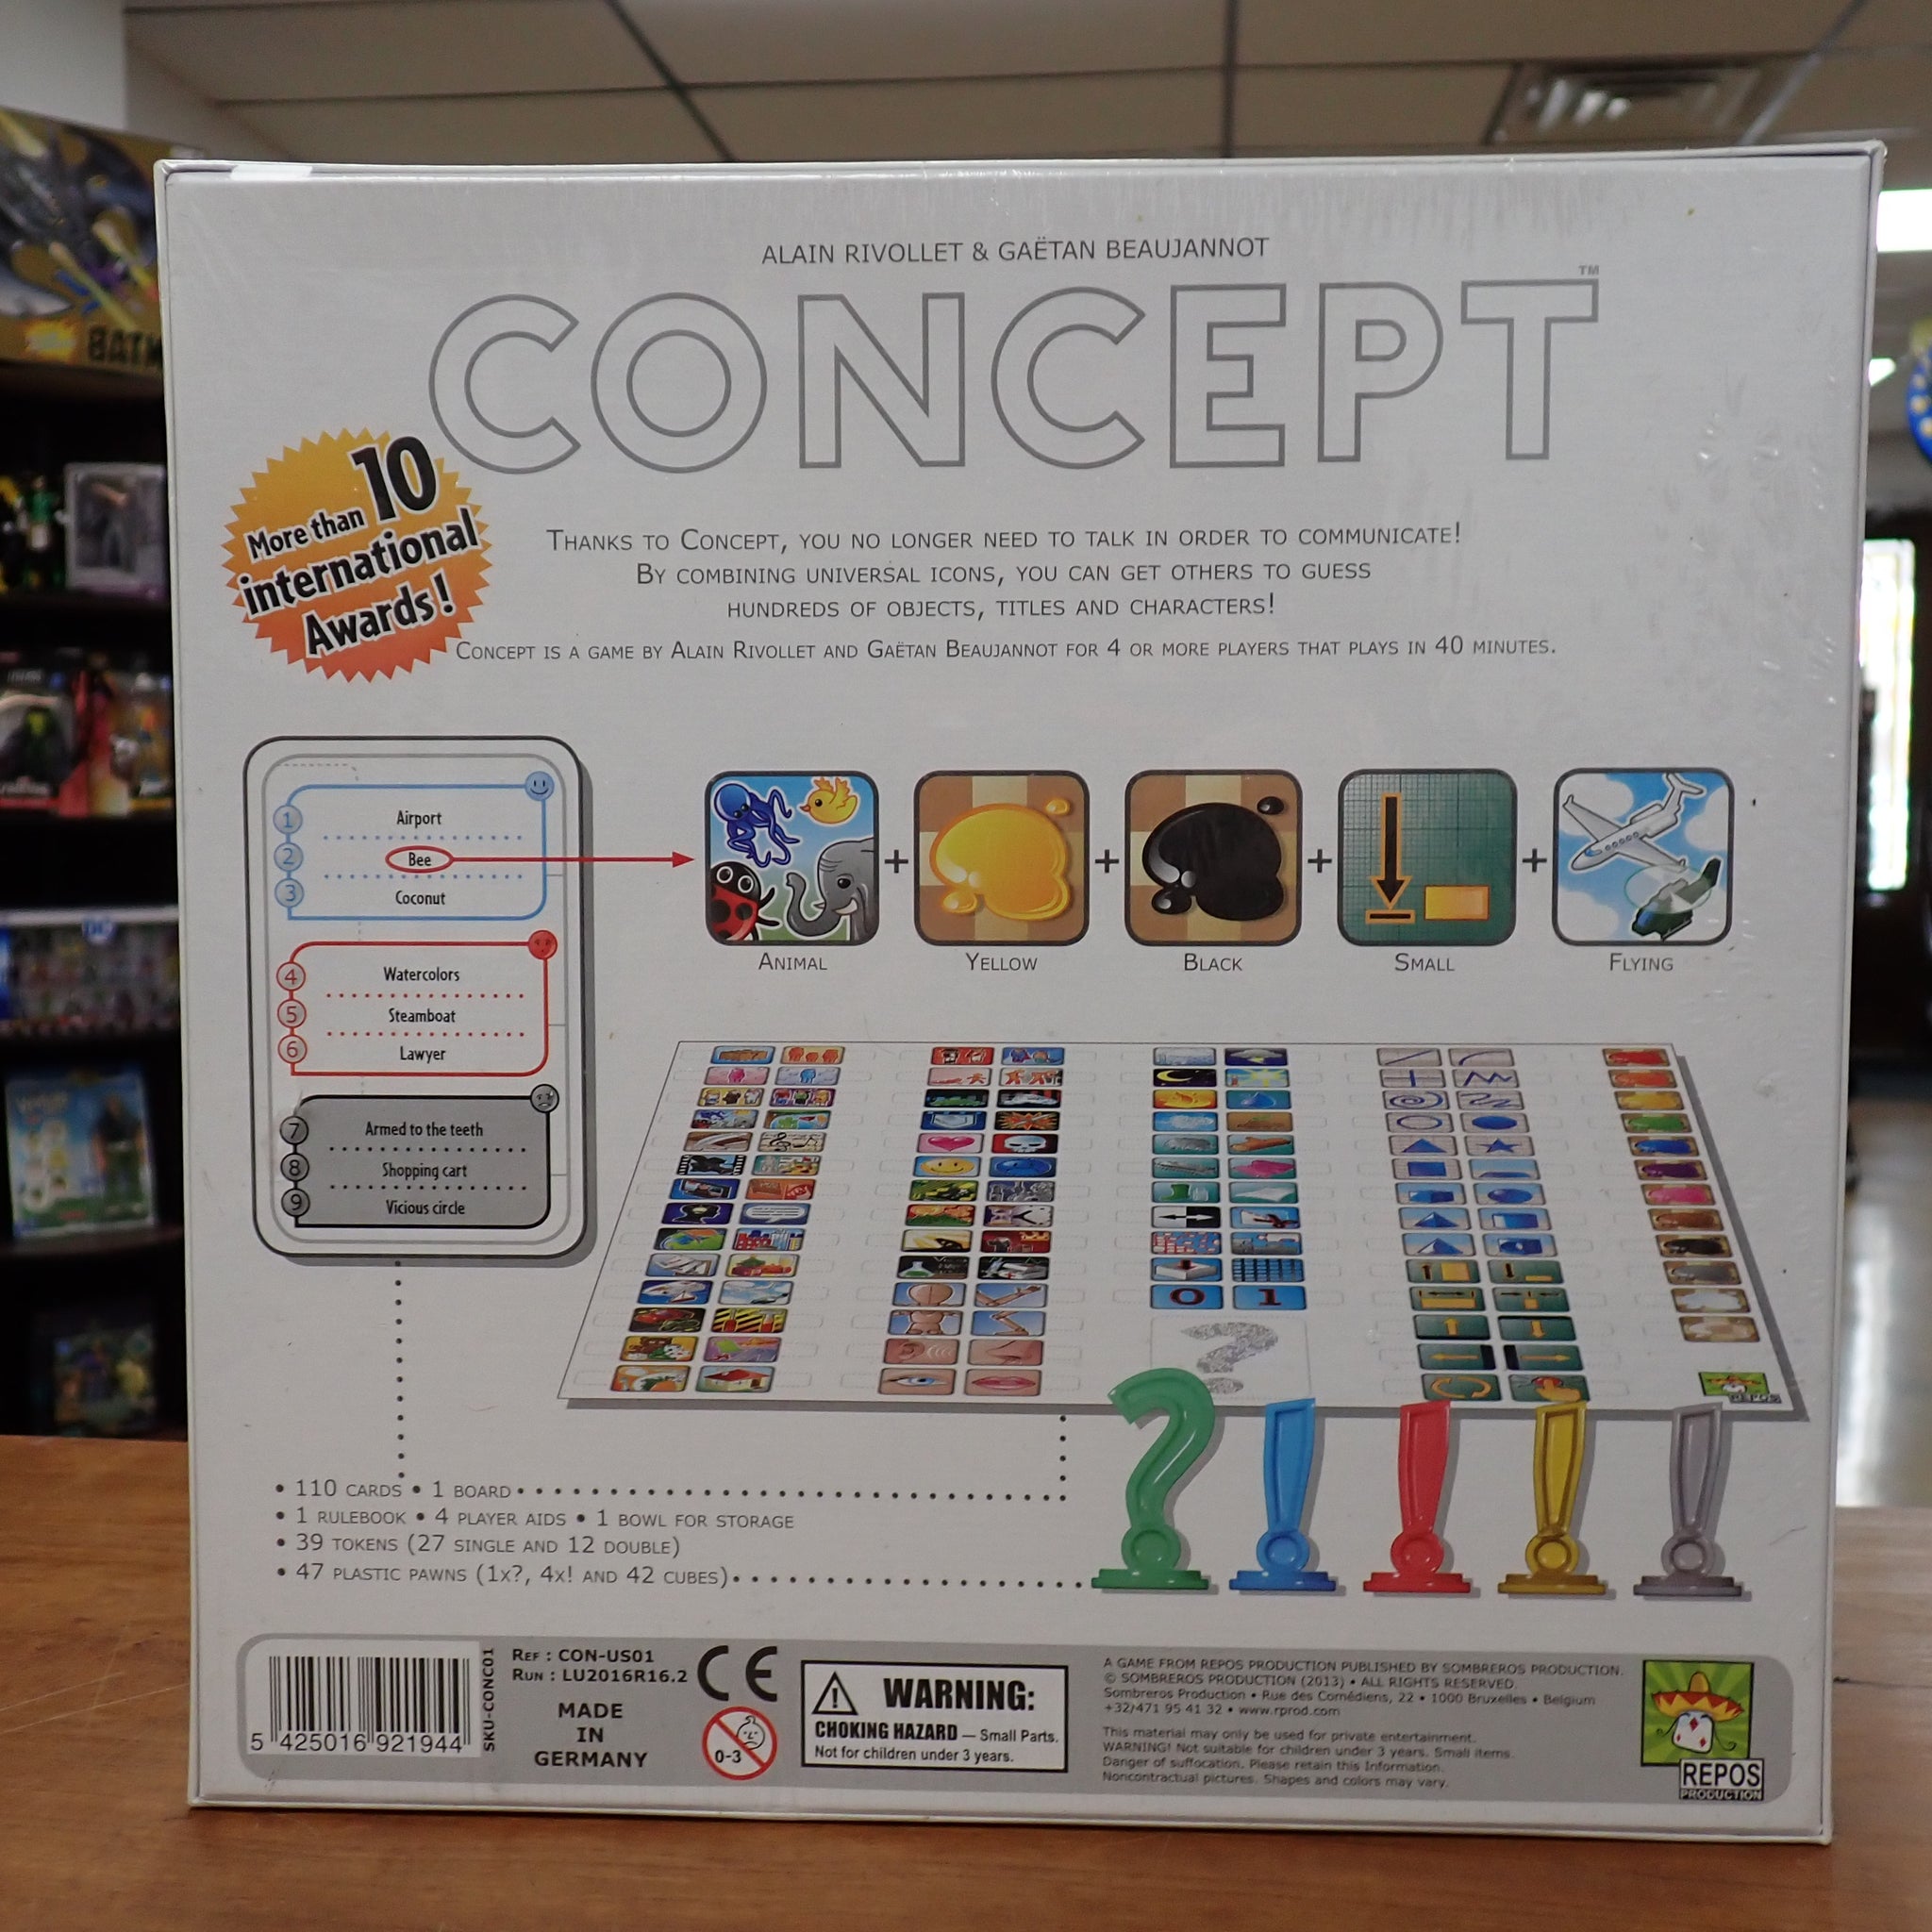 ALAIN RIVOLLET & GAËTAN BEAUJANNOT
CONCEPT™
More than 10
international
Awards!
THANKS TO CONCEPT, YOU NO LONGER NEED TO TALK IN ORDER TO COMMUNICATE!
BY COMBINING UNIVERSAL ICONS, YOU CAN GET OTHERS TO GUESS
HUNDREDS OF OBJECTS, TITLES AND CHARACTERS!
CONCEPT IS A GAME BY ALAIN RIVOLLET AND GAËTAN BEAUJANNOT FOR 4 OR MORE PLAYERS THAT PLAYS IN 40 MINUTES.
1 Airport
2 Bee
3 Coconut
4 Watercolors
5 Steamboat
6 Lawyer
7 Armed to the teeth
8 Shopping cart
9 Vicious circle
+ + + +
ANIMAL YELLOW BLACK SMALL FLYING
0 1
?
REPOS
• 110 CARDS • 1 BOARD
• 1 RULEBOOK • 4 PLAYER AIDS • 1 BOWL FOR STORAGE
• 39 TOKENS (27 SINGLE AND 12 DOUBLE)
• 47 PLASTIC PAWNS (1X?, 4X! AND 42 CUBES)
5 425016 921944
SKU-CONC01
REF : CON-US01
RUN : LU2016R16.2
MADE
IN
GERMANY
CE
0-3
WARNING:
CHOKING HAZARD — Small Parts.
Not for children under 3 years.
A GAME FROM REPOS PRODUCTION PUBLISHED BY SOMBREROS PRODUCTION.
© SOMBREROS PRODUCTION (2013) • ALL RIGHTS RESERVED.
Sombreros Production • Rue des Comédiens, 22 • 1000 Bruxelles • Belgium
+32/471 95 41 32 • www.rprod.com
This material may only be used for private entertainment.
WARNING! Not suitable for children under 3 years. Small items.
Danger of suffocation. Please retain this Information.
Noncontractual pictures. Shapes and colors may vary.
REPOS
PRODUCTION